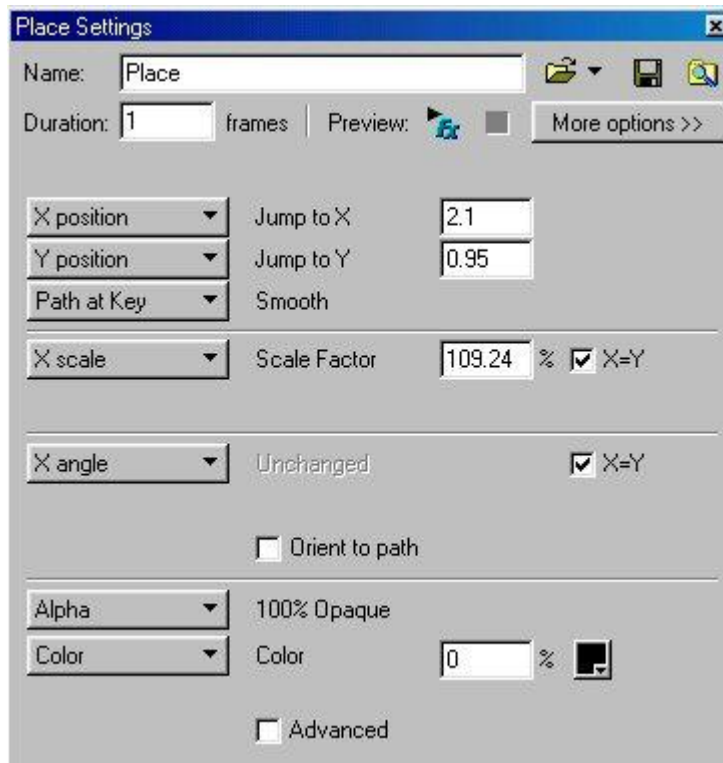 Place Settings
Name: Place
Duration: 1 frames Preview: fx More options >>
X position Jump to X 2.1
Y position Jump to Y 0.95
Path at Key Smooth
X scale Scale Factor 109.24 % X=Y
X angle Unchanged X=Y
Orient to path
Alpha 100% Opaque
Color Color 0 %
Advanced